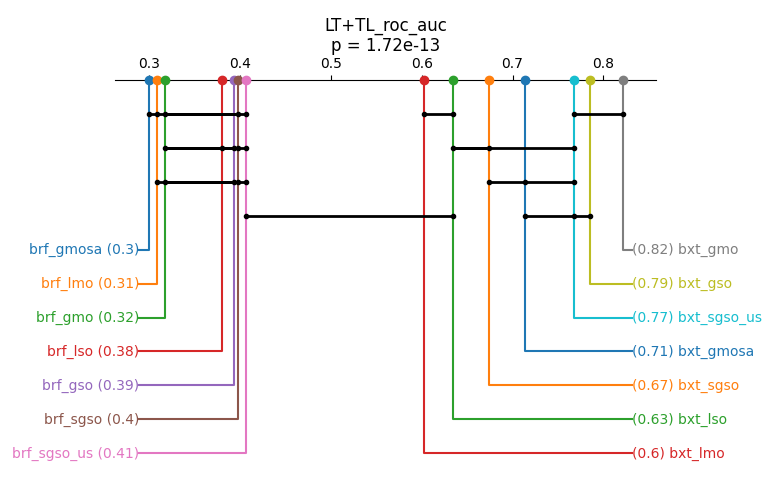 LT+TL_roc_auc
p = 1.72e-13
0.3 0.4 0.5 0.6 0.7 0.8
brf_gmosa (0.3) (0.82) bxt_gmo
brf_lmo (0.31) (0.79) bxt_gso
brf_gmo (0.32) (0.77) bxt_sgso_us
brf_lso (0.38) (0.71) bxt_gmosa
brf_gso (0.39) (0.67) bxt_sgso
brf_sgso (0.4) (0.63) bxt_lso
brf_sgso_us (0.41) (0.6) bxt_lmo